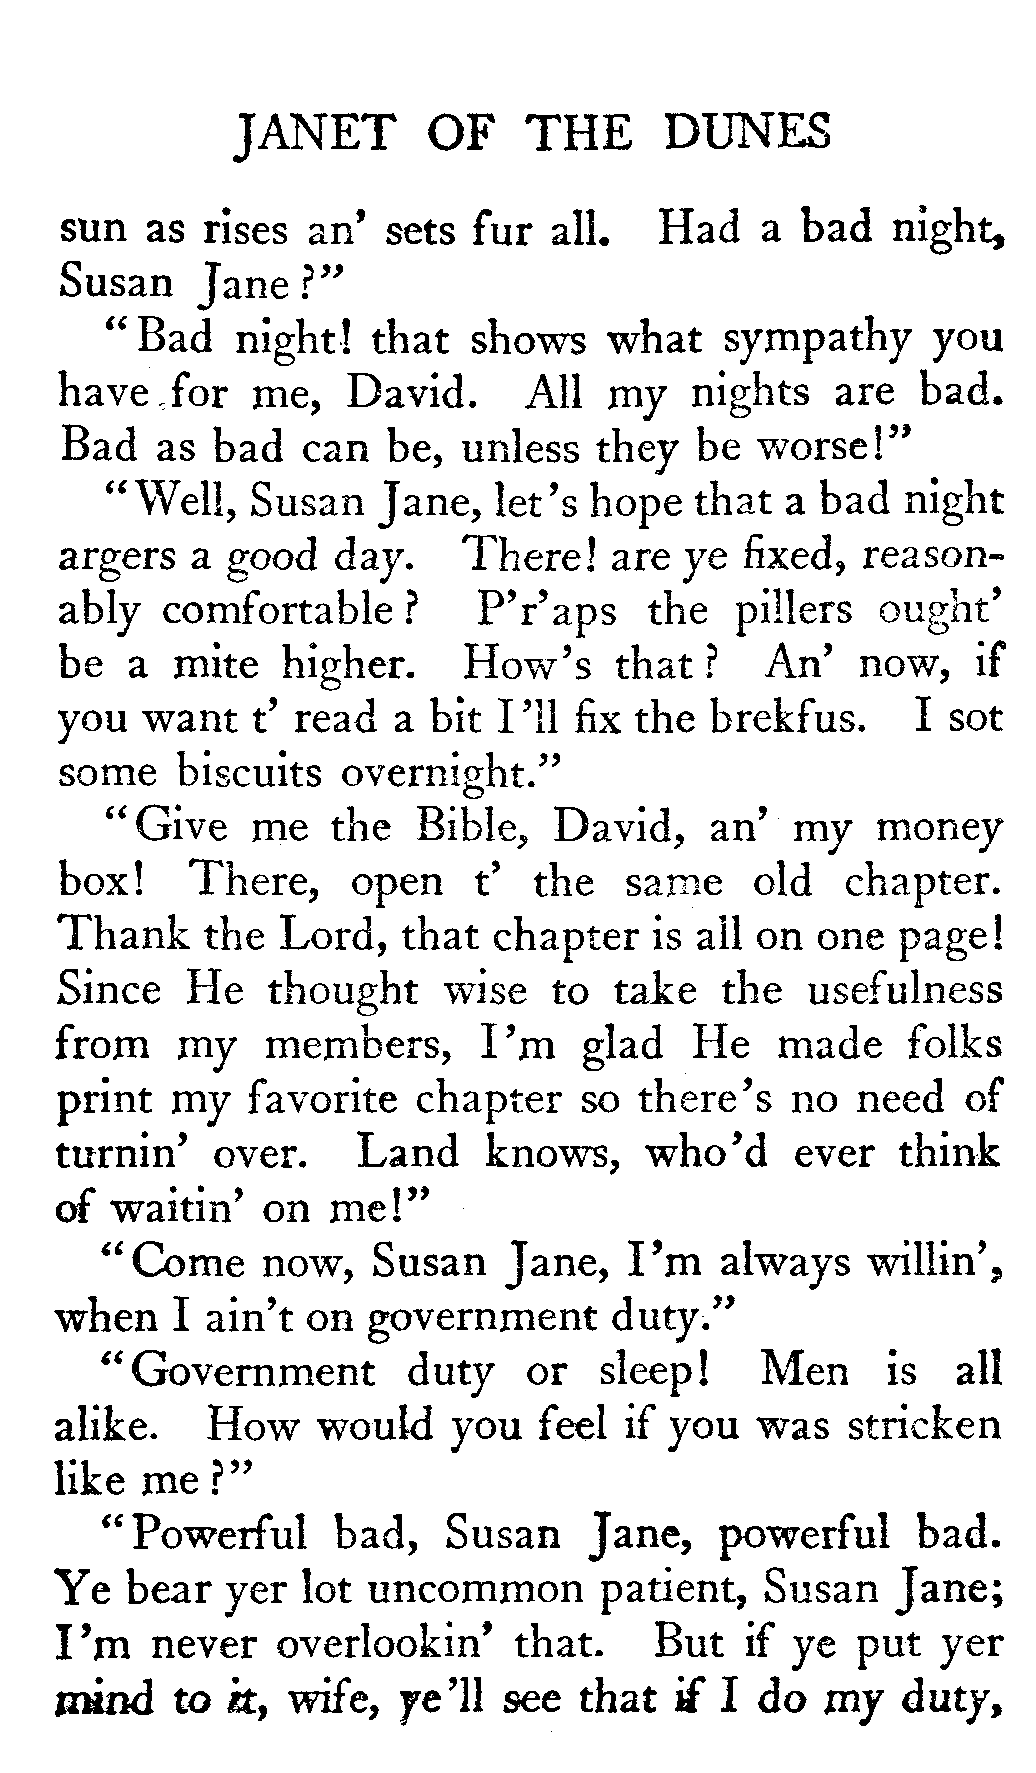 JANET OF THE DUNES
sun as rises an' sets fur all. Had a bad night,
Susan Jane?"
"Bad night! that shows what sympathy you
have for me, David. All my nights are bad.
Bad as bad can be, unless they be worse!"
"Well, Susan Jane, let's hope that a bad night
argers a good day. There! are ye fixed, reason-
ably comfortable? P'r'aps the pillers ought'
be a mite higher. How's that? An' now, if
you want t' read a bit I'll fix the brekfus. I sot
some biscuits overnight."
"Give me the Bible, David, an' my money
box! There, open t' the same old chapter.
Thank the Lord, that chapter is all on one page!
Since He thought wise to take the usefulness
from my members, I'm glad He made folks
print my favorite chapter so there's no need of
turnin' over. Land knows, who'd ever think
of waitin' on me!"
"Come now, Susan Jane, I'm always willin',
when I ain't on government duty."
"Government duty or sleep! Men is all
alike. How would you feel if you was stricken
like me?"
"Powerful bad, Susan Jane, powerful bad.
Ye bear yer lot uncommon patient, Susan Jane;
I'm never overlookin' that. But if ye put yer
mind to it, wife, ye'll see that if I do my duty,